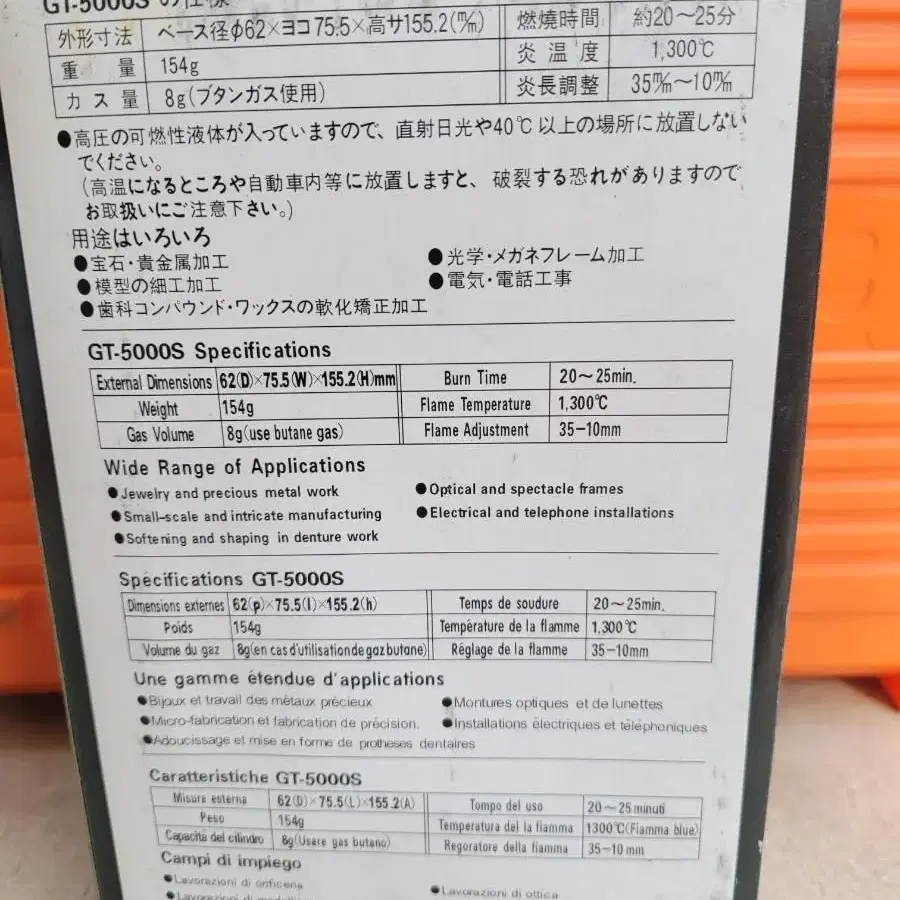 GT-5000S の仕様
外形寸法 ベース径φ62×ヨコ75.5×高サ155.2(㎜) 燃焼時間 約20〜25分
重量 154g 炎温度 1,300℃
カス量 8g(ブタンガス使用) 炎長調整 35㎜〜10㎜
●高圧の可燃性液体が入っていますので、直射日光や40℃以上の場所に放置しない
でください。
(高温になるところや自動車内等に放置しますと、破裂する恐れがありますので
お取扱いにご注意下さい。)
用途はいろいろ
●宝石・貴金属加工 ●光学・メガネフレーム加工
●模型の細工加工 ●電気・電話工事
●歯科コンパウンド・ワックスの軟化矯正加工
GT-5000S Specifications
External Dimensions 62(D)×75.5(W)×155.2(H)mm Burn Time 20〜25min.
Weight 154g Flame Temperature 1,300℃
Gas Volume 8g(use butane gas) Flame Adjustment 35-10mm
Wide Range of Applications
●Jewelry and precious metal work ●Optical and spectacle frames
●Small-scale and intricate manufacturing ●Electrical and telephone installations
●Softening and shaping in denture work
Spécifications GT-5000S
Dimensions externes 62(p)×75.5(l)×155.2(h) Temps de soudure 20〜25min.
Poids 154g Température de la flamme 1,300℃
Volume du gaz 8g(en cas d'utilisation de gaz butane) Réglage de la flamme 35-10mm
Une gamme étendue d'applications
●Bijoux et travail des métaux précieux ●Montures optiques et de lunettes
●Micro-fabrication et fabrication de précision. ●Installations électriques et téléphoniques
●Adoucissage et mise en forme de prothèses dentaires
Caratteristiche GT-5000S
Misura esterna 62(D)×75.5(L)×155.2(A) Tompo del uso 20〜25 minuti
Peso 154g Temperatura del la fiamma 1300℃(Fiamma blue)
Capacita del cilindro 8g(Usare gas butano) Regoratore della fiamma 35-10 mm
Campi di impiego
●Lavorazioni di orificeria ●Lavorazioni di ottica
●Lavorazioni di